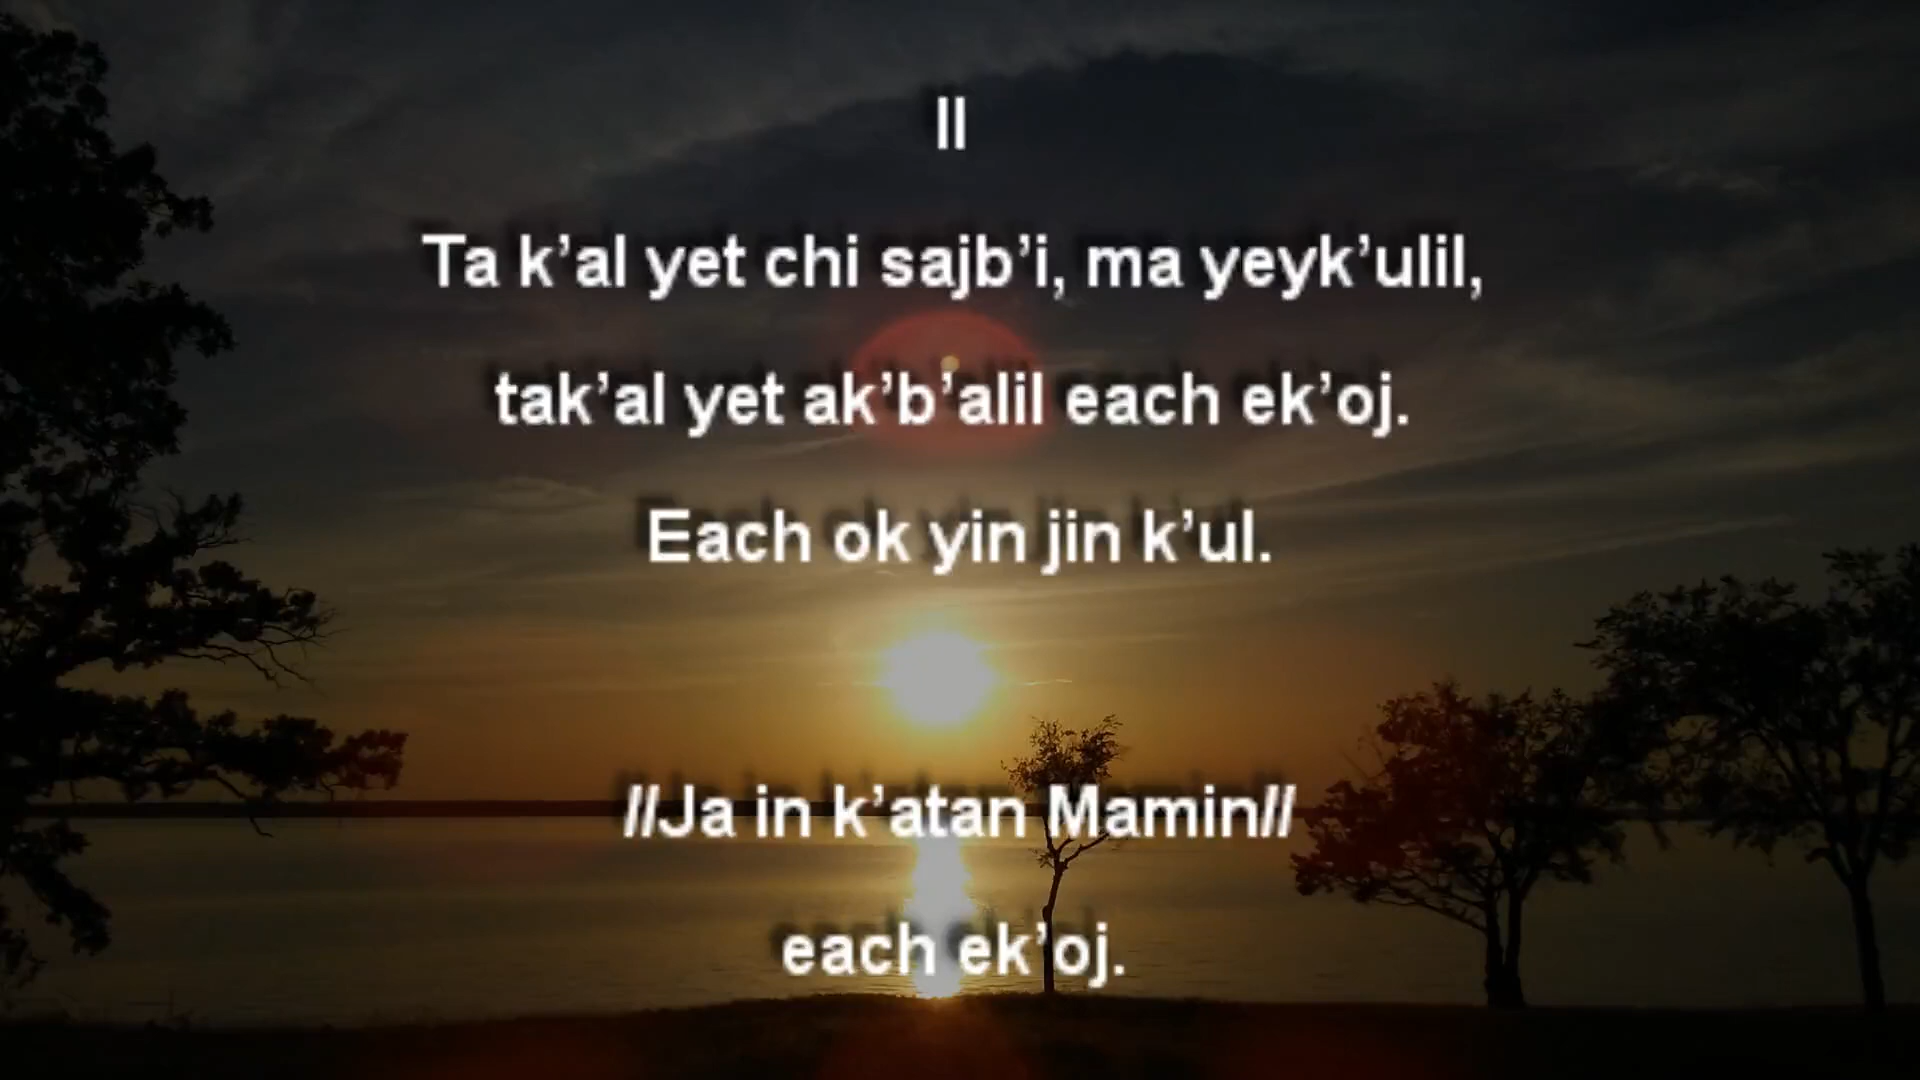 II
Ta k’al yet chi sajb’i, ma yeyk’ulil,
tak’al yet ak’b’alil each ek’oj.
Each ok yin jin k’ul.
//Ja in k’atan Mamin//
each ek’oj.